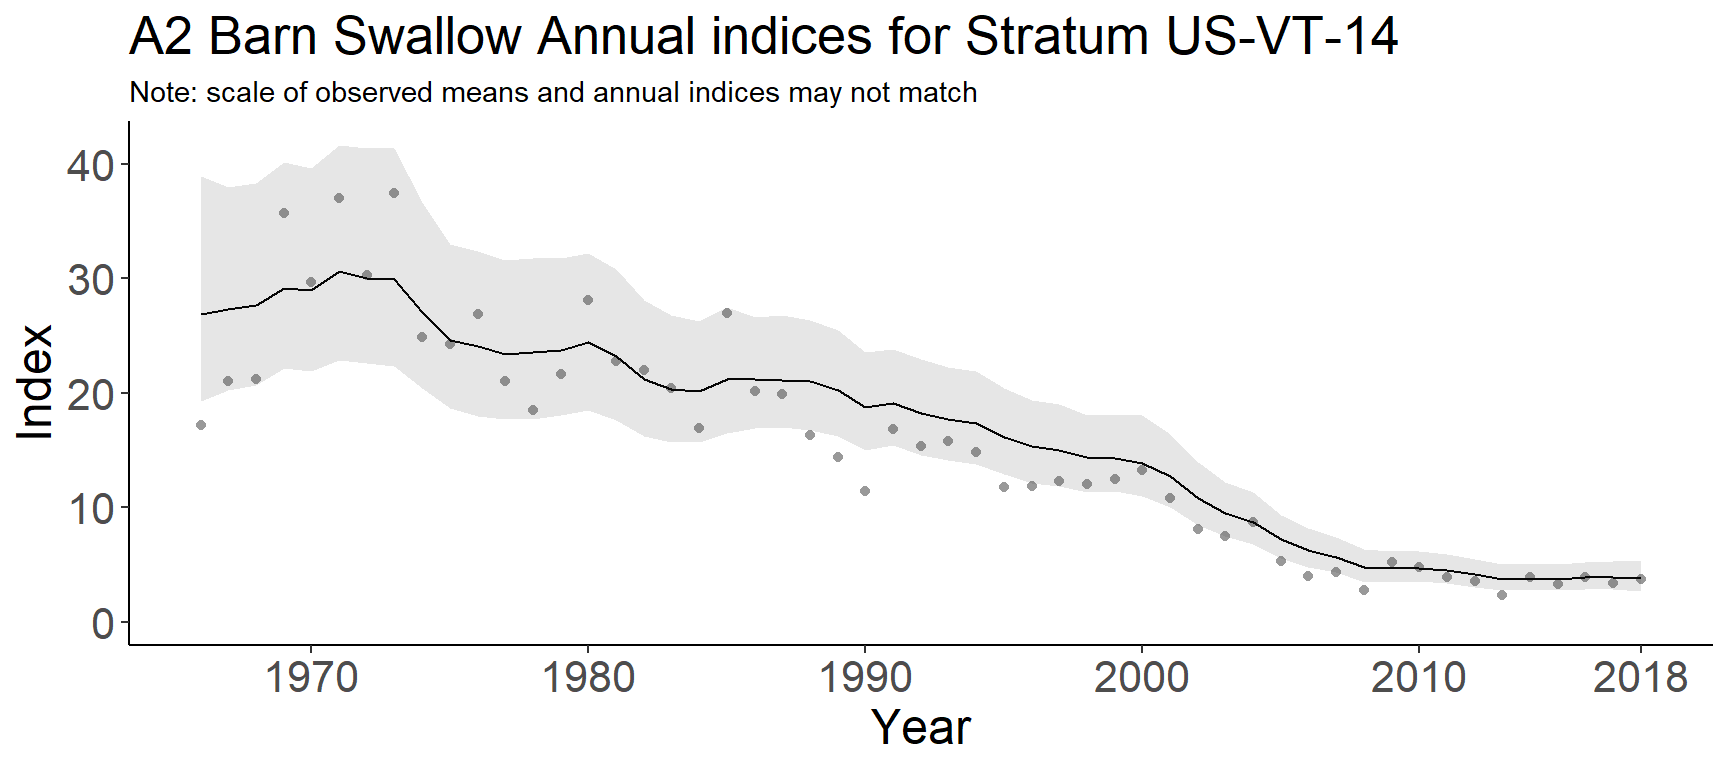 A2 Barn Swallow Annual indices for Stratum US-VT-14
Note: scale of observed means and annual indices may not match
40
30
20
10
0
Index
1970 1980 1990 2000 2010 2018
Year